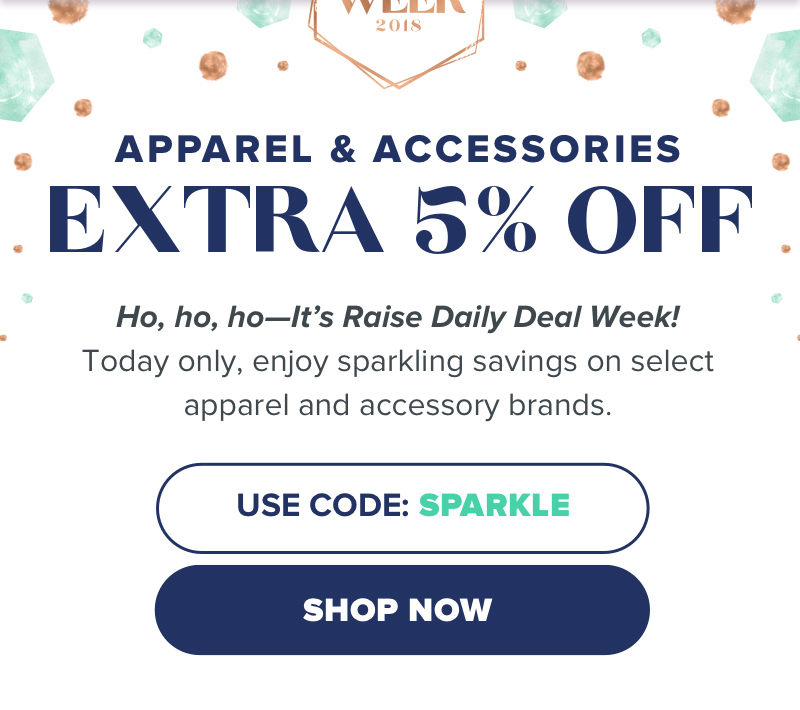 WEEK
2018
APPAREL & ACCESSORIES
EXTRA 5% OFF
Ho, ho, ho—It’s Raise Daily Deal Week!
Today only, enjoy sparkling savings on select
apparel and accessory brands.
USE CODE: SPARKLE
SHOP NOW